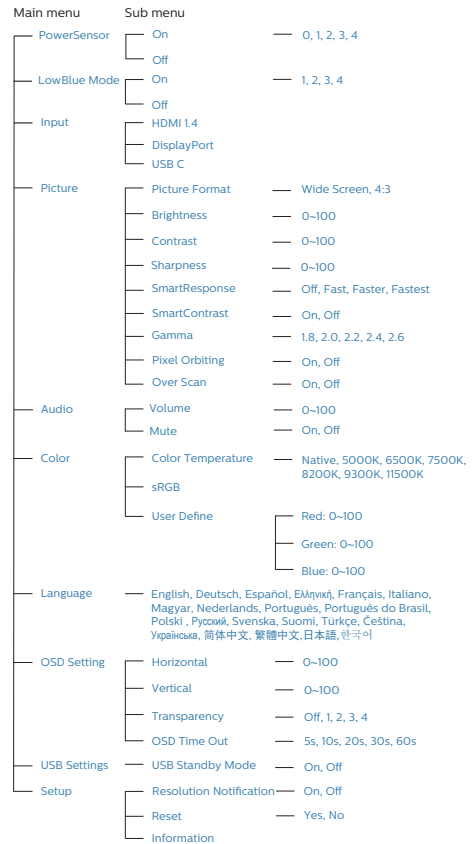 Main menu Sub menu
PowerSensor On 0, 1, 2, 3, 4
Off
LowBlue Mode On 1, 2, 3, 4
Off
Input HDMI 1.4
DisplayPort
USB C
Picture Picture Format Wide Screen, 4:3
Brightness 0~100
Contrast 0~100
Sharpness 0~100
SmartResponse Off, Fast, Faster, Fastest
SmartContrast On, Off
Gamma 1.8, 2.0, 2.2, 2.4, 2.6
Pixel Orbiting On, Off
Over Scan On, Off
Audio Volume 0~100
Mute On, Off
Color Color Temperature Native, 5000K, 6500K, 7500K,
8200K, 9300K, 11500K
sRGB
User Define Red: 0~100
Green: 0~100
Blue: 0~100
Language English, Deutsch, Español, Ελληνική, Français, Italiano,
Magyar, Nederlands, Português, Português do Brasil,
Polski , Русский, Svenska, Suomi, Türkçe, Čeština,
Українська, 简体中文, 繁體中文,日本語,한국어
OSD Setting Horizontal 0~100
Vertical 0~100
Transparency Off, 1, 2, 3, 4
OSD Time Out 5s, 10s, 20s, 30s, 60s
USB Settings USB Standby Mode On, Off
Setup Resolution Notification On, Off
Reset Yes, No
Information